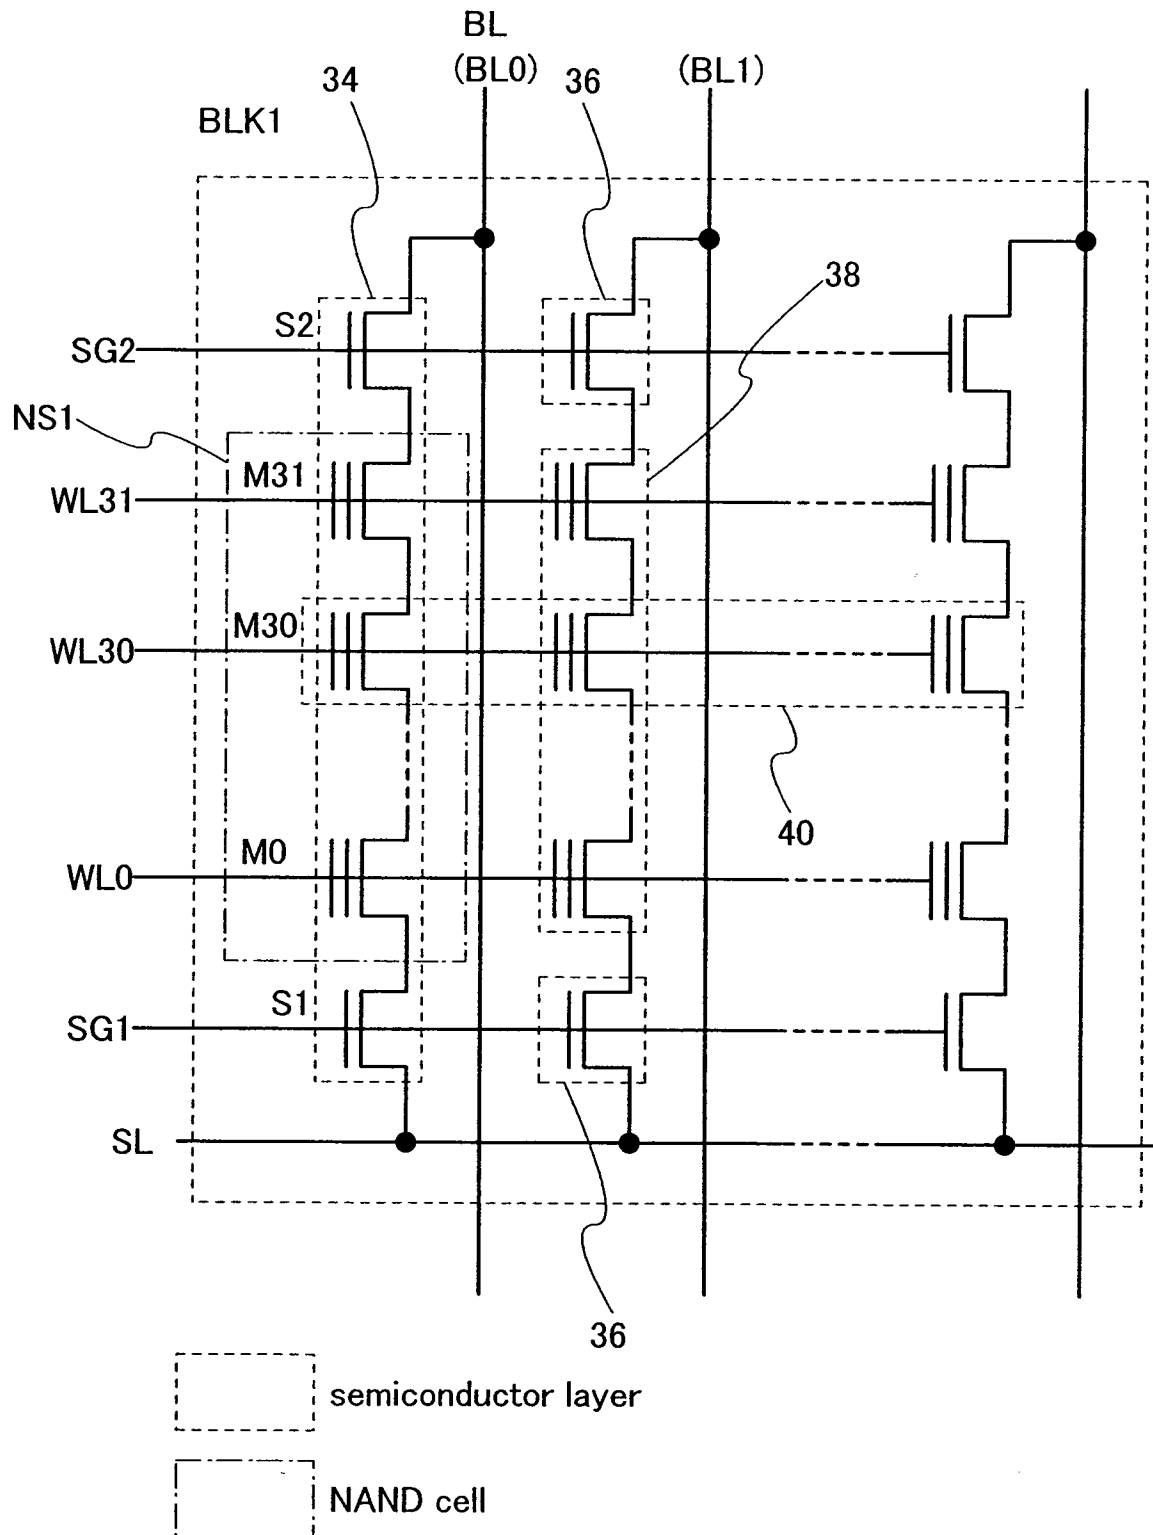 BL
(BL0)
(BL1)
34
36
BLK1
38
S2
SG2
NS1
M31
WL31
M30
WL30
40
M0
WL0
S1
SG1
SL
36
semiconductor layer
NAND cell